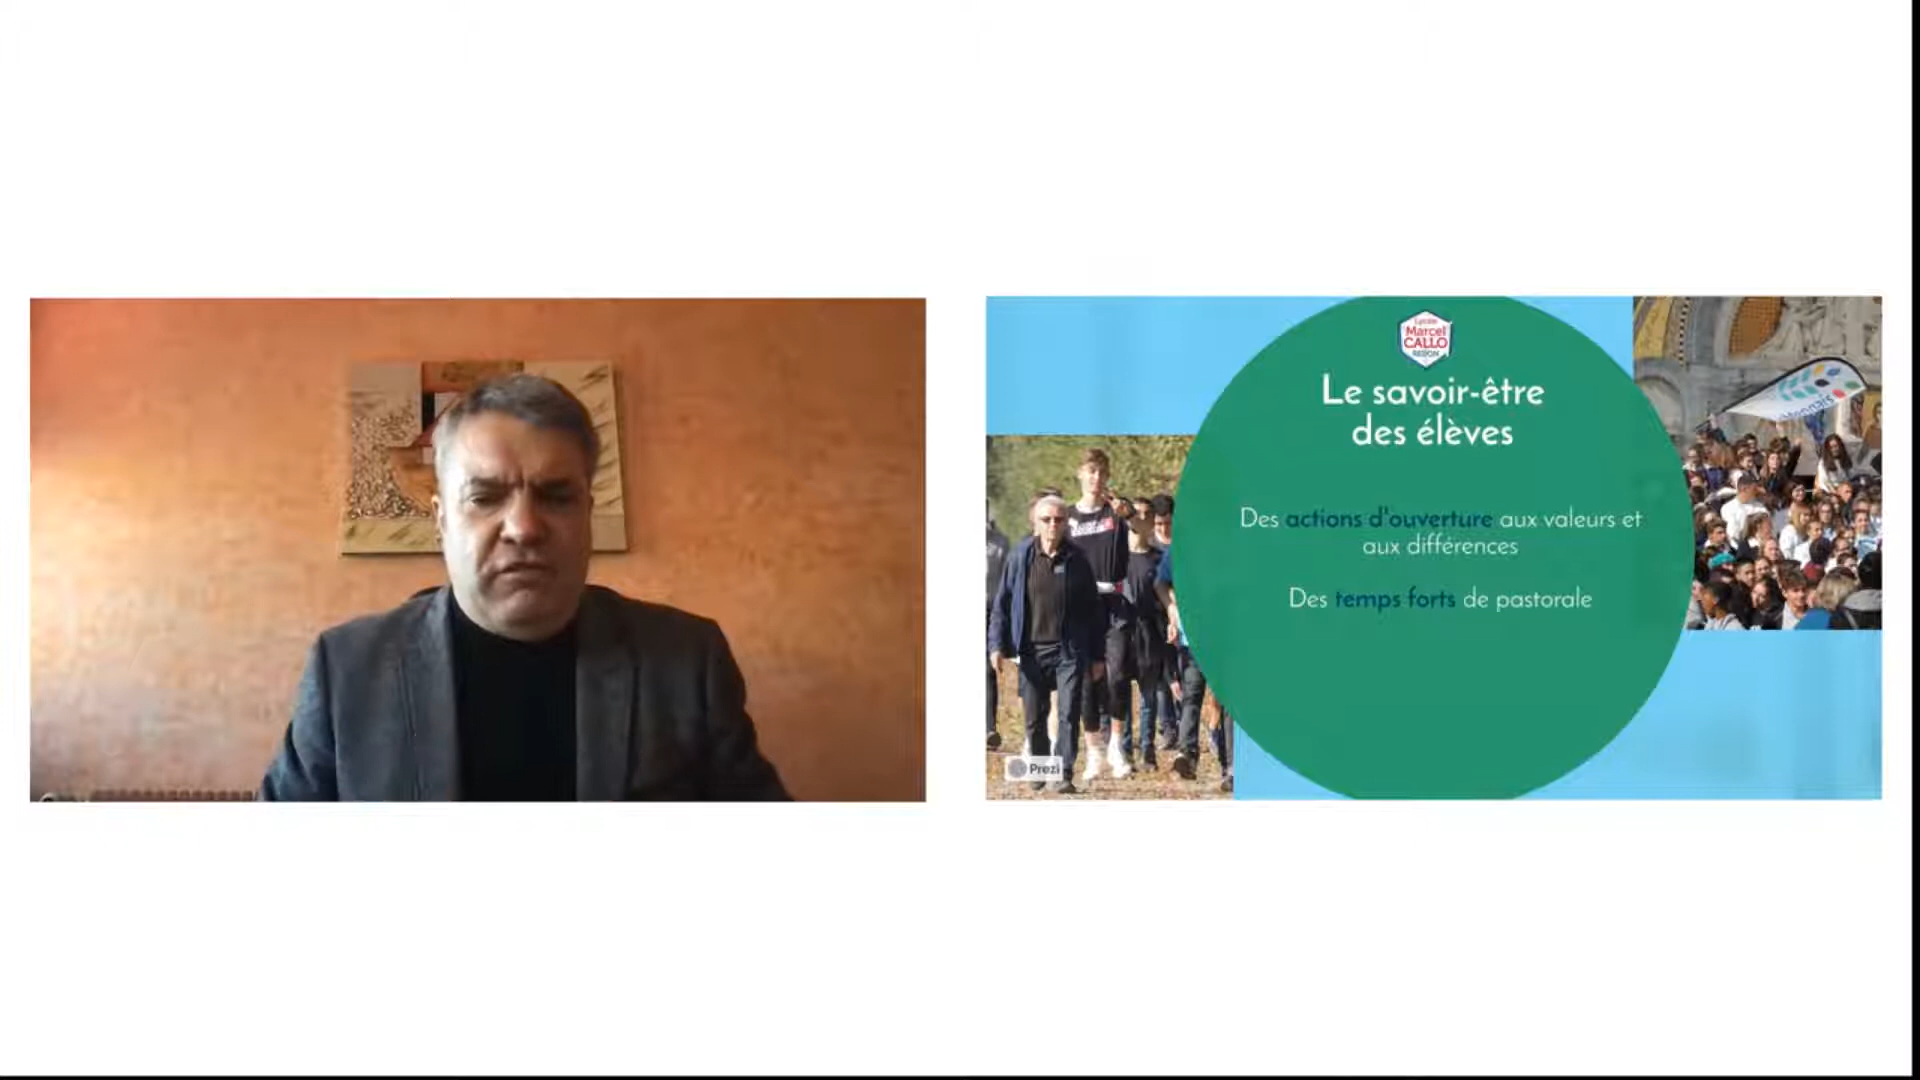 Lycée
Marcel
CALLO
REDON
Le savoir-être
des élèves
Des actions d'ouverture aux valeurs et
aux différences
Des temps forts de pastorale
Prezi